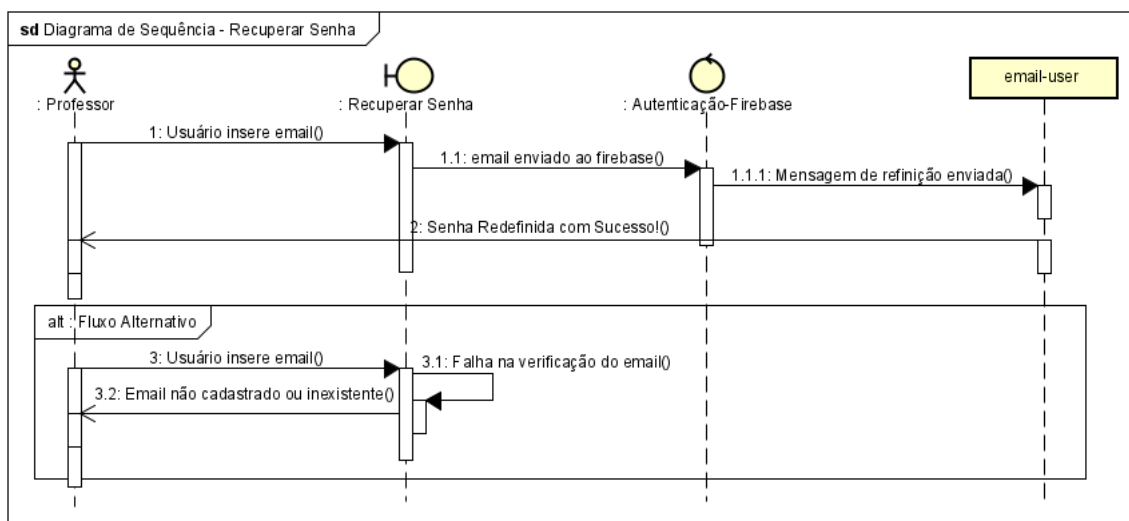 sd Diagrama de Sequência - Recuperar Senha
: Professor
: Recuperar Senha
: Autenticação-Firebase
email-user
1: Usuário insere email()
1.1: email enviado ao firebase()
1.1.1: Mensagem de refinição enviada()
2: Senha Redefinida com Sucesso!()
alt : Fluxo Alternativo
3: Usuário insere email()
3.1: Falha na verificação do email()
3.2: Email não cadastrado ou inexistente()